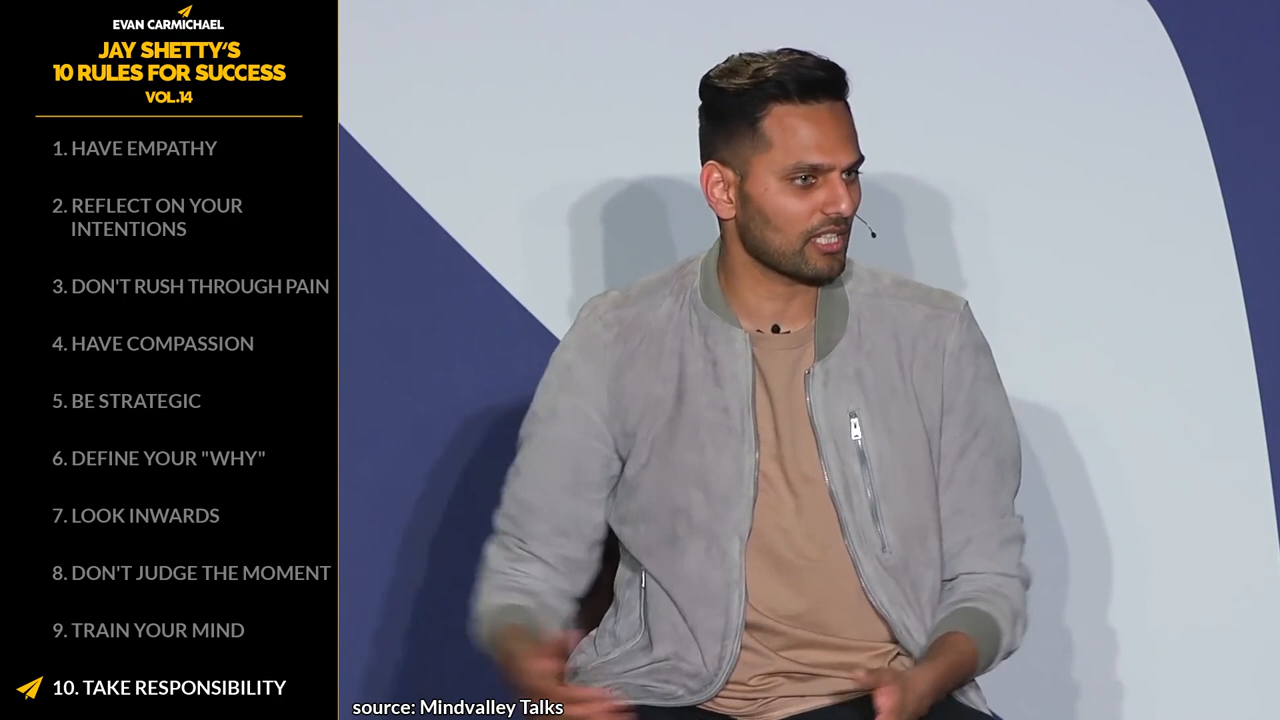 EVAN CARMICHAEL
JAY SHETTY'S
10 RULES FOR SUCCESS
VOL.14
1. HAVE EMPATHY
2. REFLECT ON YOUR
INTENTIONS
3. DON'T RUSH THROUGH PAIN
4. HAVE COMPASSION
5. BE STRATEGIC
6. DEFINE YOUR "WHY"
7. LOOK INWARDS
8. DON'T JUDGE THE MOMENT
9. TRAIN YOUR MIND
10. TAKE RESPONSIBILITY
source: Mindvalley Talks